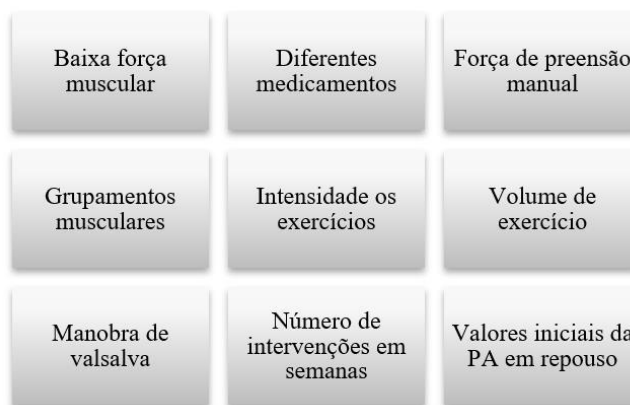 Baixa força
muscular
Diferentes
medicamentos
Força de preensão
manual
Grupamentos
musculares
Intensidade os
exercícios
Volume de
exercício
Manobra de
valsalva
Número de
intervenções em
semanas
Valores iniciais da
PA em repouso